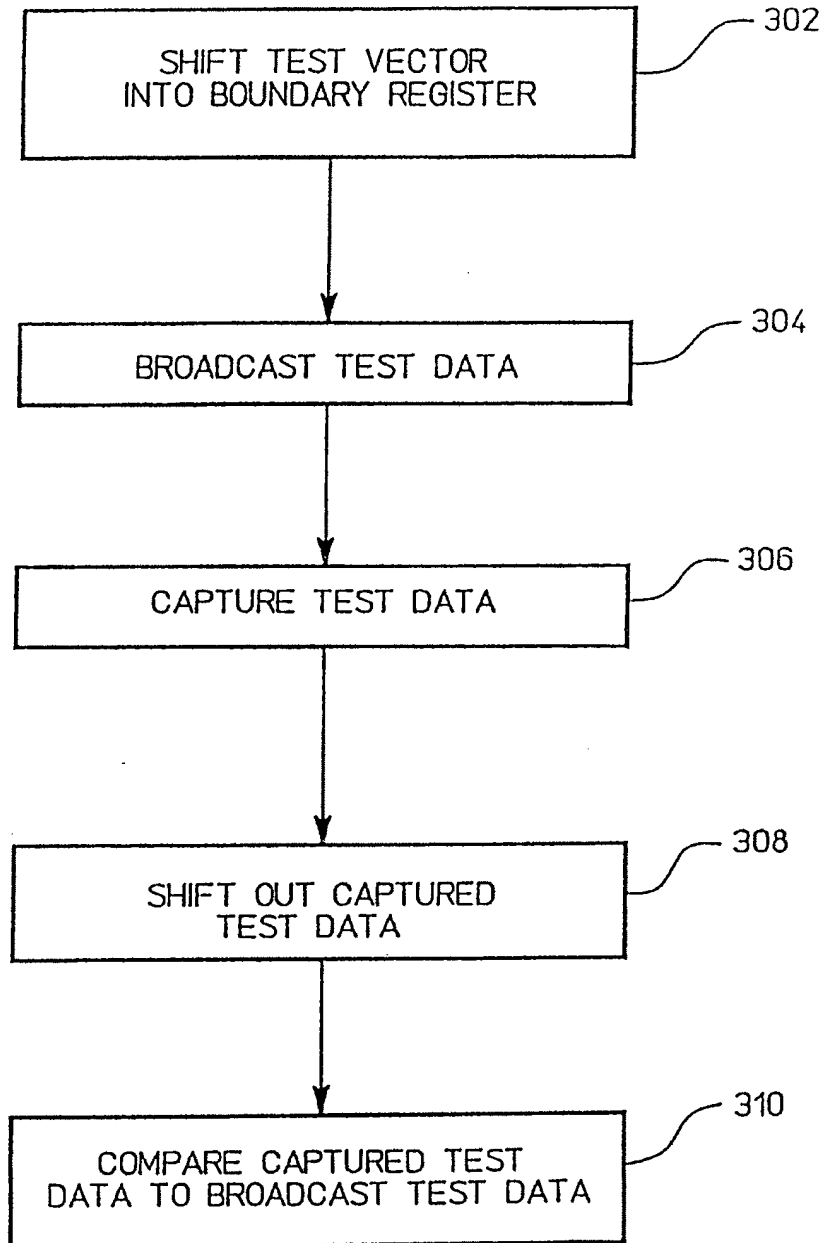 302
SHIFT TEST VECTOR
INTO BOUNDARY REGISTER
304
BROADCAST TEST DATA
306
CAPTURE TEST DATA
308
SHIFT OUT CAPTURED
TEST DATA
310
COMPARE CAPTURED TEST
DATA TO BROADCAST TEST DATA